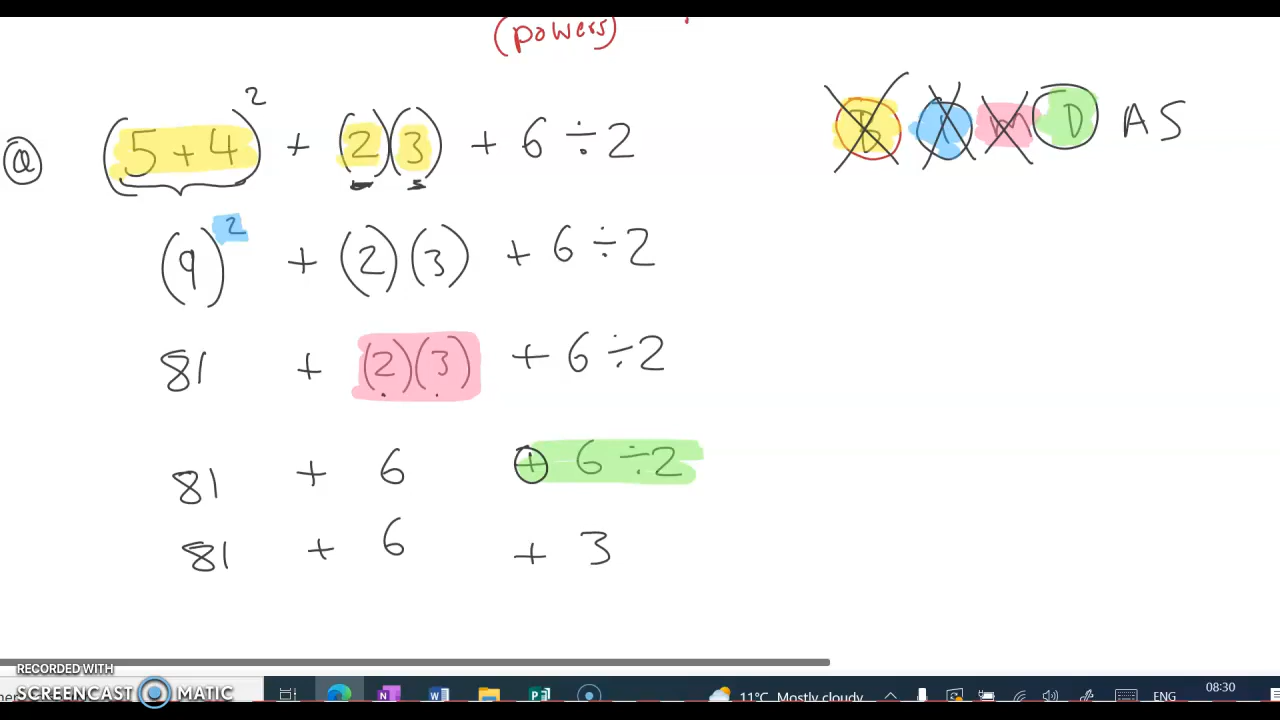 (powers)
(a) (5 + 4)² + (2)(3) + 6 ÷ 2
B I M D A S
(9)² + (2)(3) + 6 ÷ 2
81 + (2)(3) + 6 ÷ 2
81 + 6 + 6 ÷ 2
81 + 6 + 3
RECORDED WITH
SCREENCAST MATIC
11°C Mostly cloudy
ENG
08:30